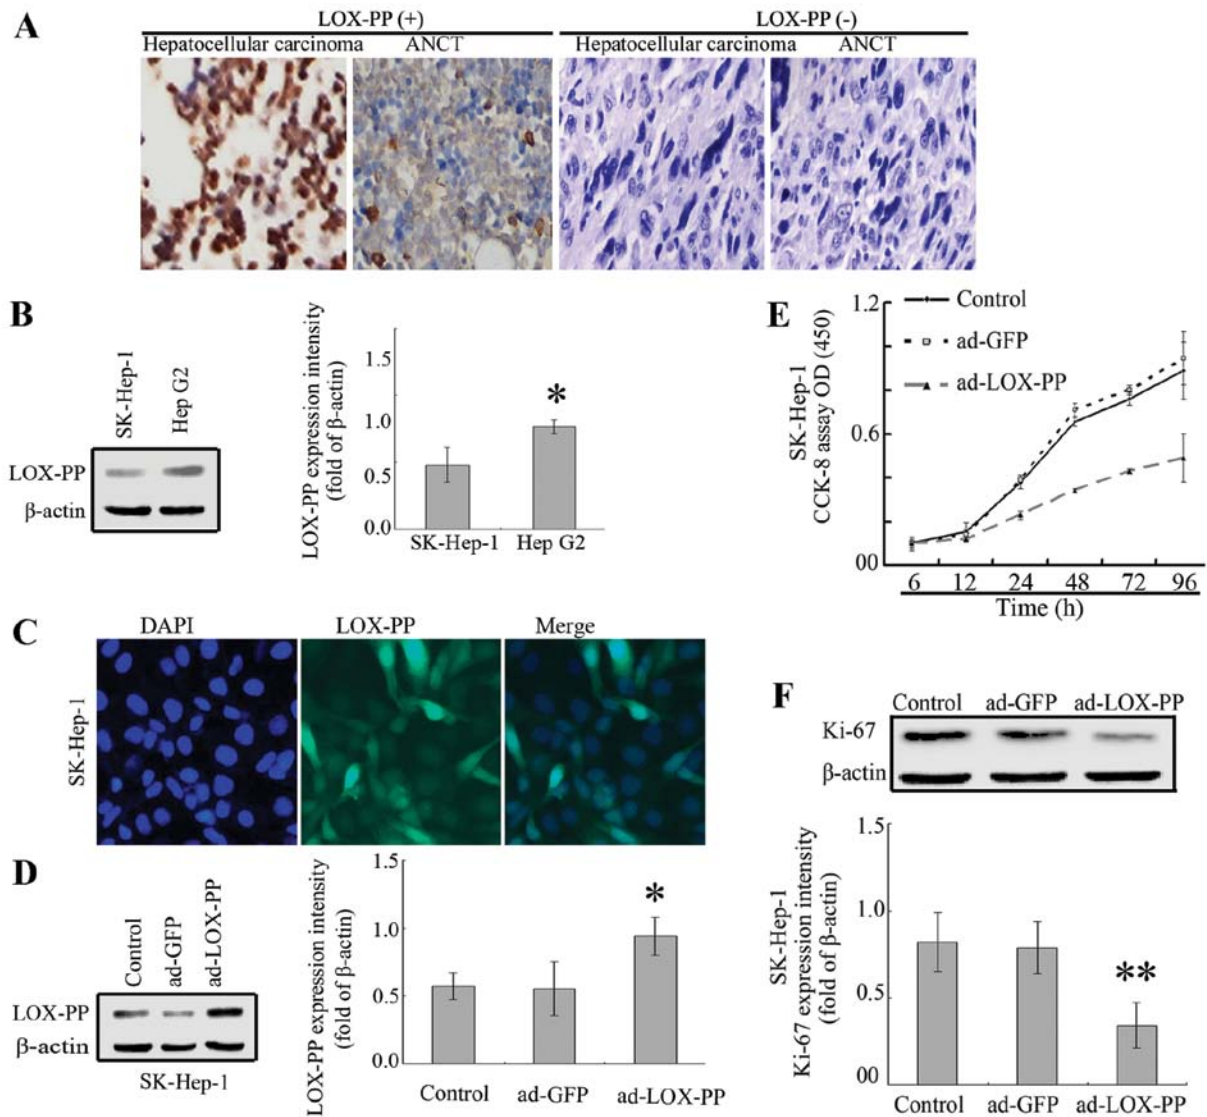 A
LOX-PP (+)
LOX-PP (-)
Hepatocellular carcinoma
ANCT
Hepatocellular carcinoma
ANCT
B
SK-Hep-1
Hep G2
LOX-PP
β-actin
LOX-PP expression intensity
(fold of β-actin)
1.5
1.0
0.5
0.0
*
SK-Hep-1
Hep G2
C
DAPI
LOX-PP
Merge
SK-Hep-1
D
Control
ad-GFP
ad-LOX-PP
LOX-PP
β-actin
SK-Hep-1
LOX-PP expression intensity
(fold of β-actin)
1.5
1.0
0.5
0.0
*
Control
ad-GFP
ad-LOX-PP
E
SK-Hep-1
CCK-8 assay OD (450)
1.2
0.6
00
Control
ad-GFP
ad-LOX-PP
6 12 24 48 72 96
Time (h)
F
Control
ad-GFP
ad-LOX-PP
Ki-67
β-actin
SK-Hep-1
Ki-67 expression intensity
(fold of β-actin)
1.5
1.0
0.5
00
**
Control
ad-GFP
ad-LOX-PP